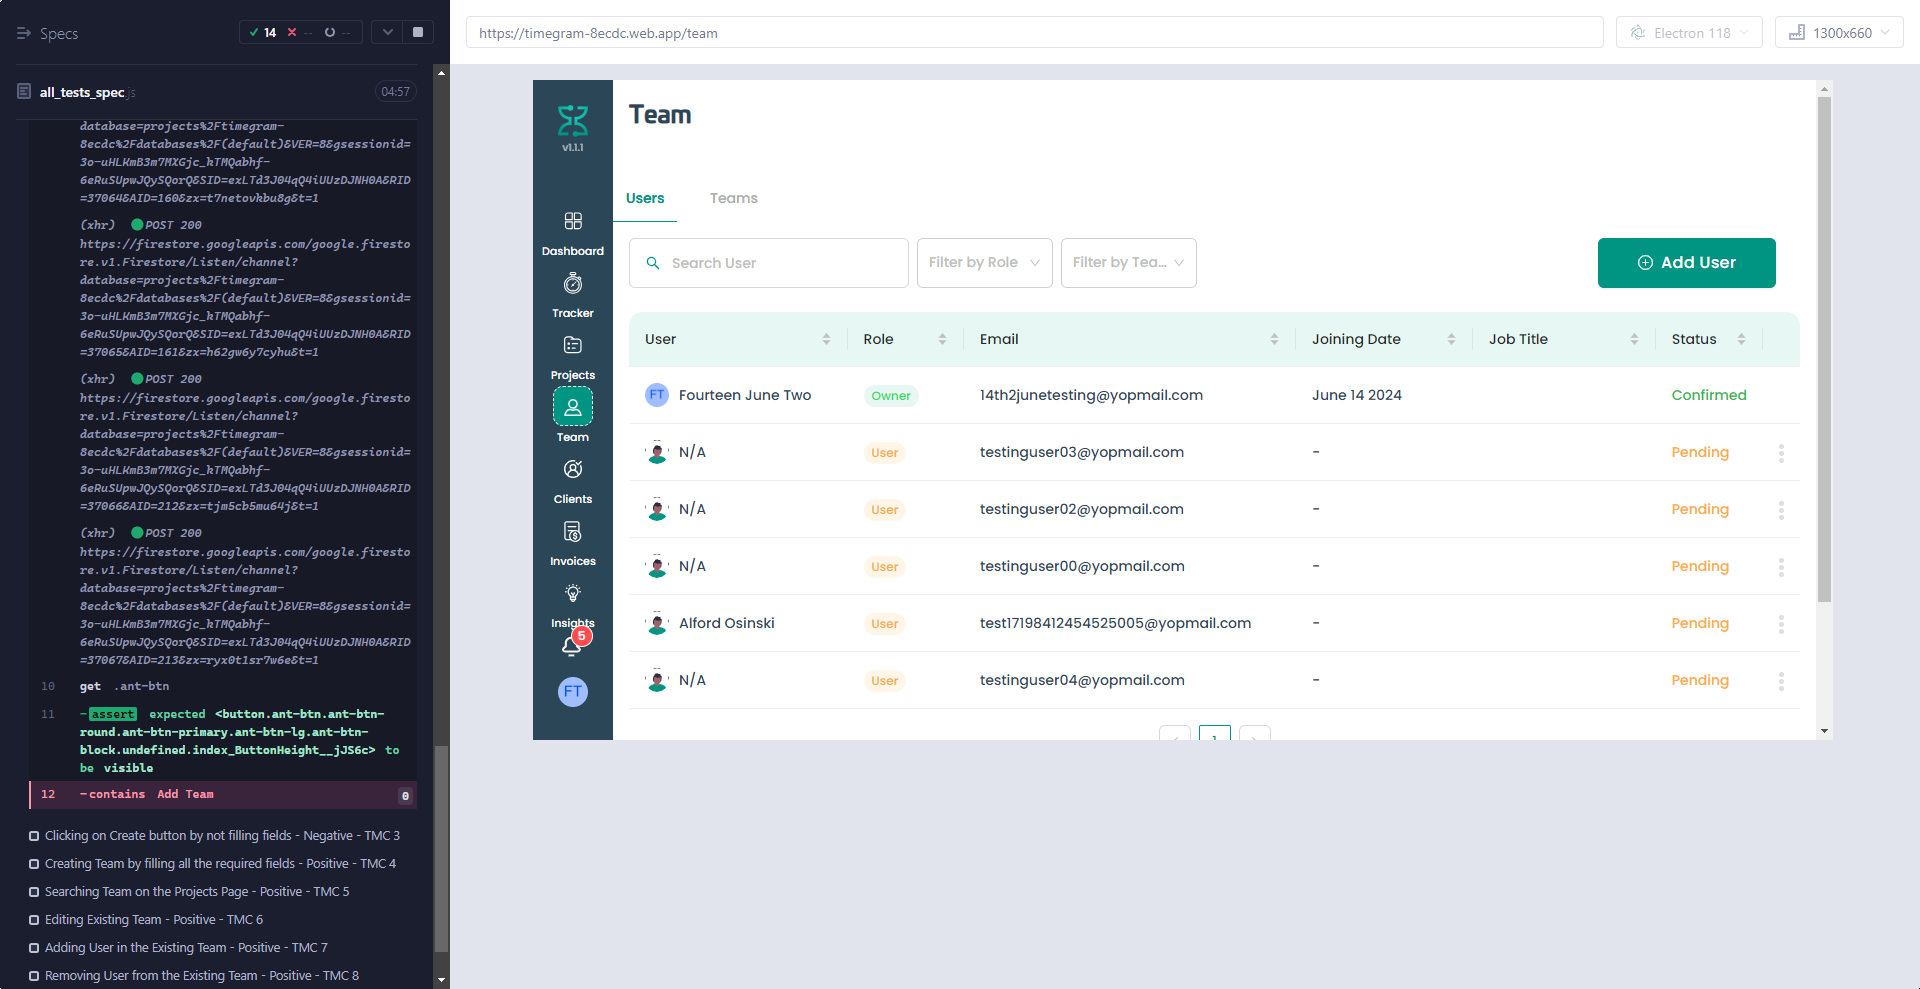 Specs
14
--
--
all_tests_spec.js
04:57
database=projects%2Ftimegram-
8ecdc%2Fdatabases%2F(default)&VER=8&gsessionid=
3o-uHLKmB3m7MXGjc_kTMQabhf-
6eRuSUpwJQySQorQ&SID=exLTd3J04qQ4iUUzDJNH0A&RID
=37064&AID=160&zx=t7netovkbu8g&t=1
(xhr) POST 200
https://firestore.googleapis.com/google.firesto
re.v1.Firestore/Listen/channel?
database=projects%2Ftimegram-
8ecdc%2Fdatabases%2F(default)&VER=8&gsessionid=
3o-uHLKmB3m7MXGjc_kTMQabhf-
6eRuSUpwJQySQorQ&SID=exLTd3J04qQ4iUUzDJNH0A&RID
=37065&AID=161&zx=h62gw6y7cyhu&t=1
(xhr) POST 200
https://firestore.googleapis.com/google.firesto
re.v1.Firestore/Listen/channel?
database=projects%2Ftimegram-
8ecdc%2Fdatabases%2F(default)&VER=8&gsessionid=
3o-uHLKmB3m7MXGjc_kTMQabhf-
6eRuSUpwJQySQorQ&SID=exLTd3J04qQ4iUUzDJNH0A&RID
=37066&AID=212&zx=tjm5cb5mu64j&t=1
(xhr) POST 200
https://firestore.googleapis.com/google.firesto
re.v1.Firestore/Listen/channel?
database=projects%2Ftimegram-
8ecdc%2Fdatabases%2F(default)&VER=8&gsessionid=
3o-uHLKmB3m7MXGjc_kTMQabhf-
6eRuSUpwJQySQorQ&SID=exLTd3J04qQ4iUUzDJNH0A&RID
=37067&AID=213&zx=ryx0t1sr7w6e&t=1
10 get .ant-btn
11 -assert expected <button.ant-btn.ant-btn-
round.ant-btn-primary.ant-btn-lg.ant-btn-
block.undefined.index_ButtonHeight__jJS6c> to
be visible
12 -contains Add Team 0
Clicking on Create button by not filling fields - Negative - TMC 3
Creating Team by filling all the required fields - Positive - TMC 4
Searching Team on the Projects Page - Positive - TMC 5
Editing Existing Team - Positive - TMC 6
Adding User in the Existing Team - Positive - TMC 7
Removing User from the Existing Team - Positive - TMC 8
https://timegram-8ecdc.web.app/team
Electron 118
1300x660
v1.1.1
Dashboard
Tracker
Projects
Team
Clients
Invoices
Insights
5
FT
Team
Users Teams
Search User
Filter by Role
Filter by Tea...
Add User
User Role Email Joining Date Job Title Status
FT Fourteen June Two Owner 14th2junetesting@yopmail.com June 14 2024 Confirmed
N/A User testinguser03@yopmail.com - Pending
N/A User testinguser02@yopmail.com - Pending
N/A User testinguser00@yopmail.com - Pending
Alford Osinski User test17198412454525005@yopmail.com - Pending
N/A User testinguser04@yopmail.com - Pending
1